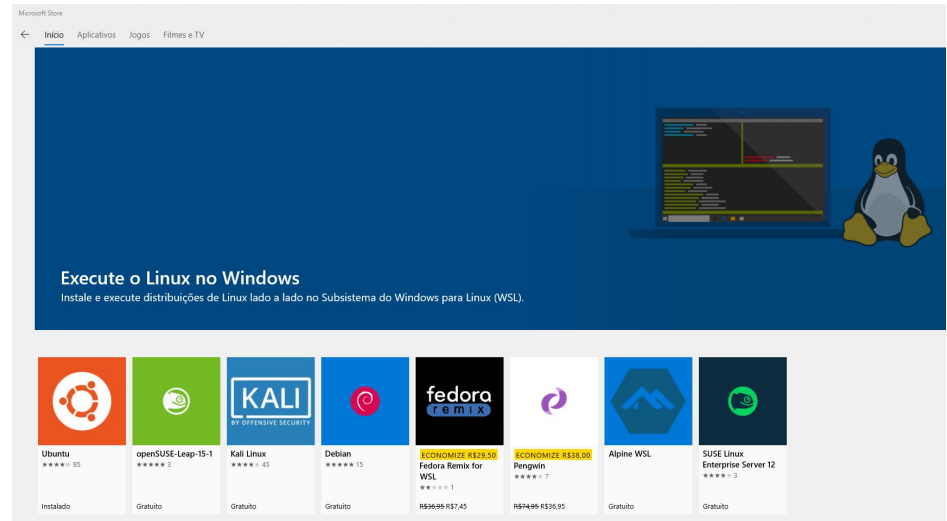 Microsoft Store
Início Aplicativos Jogos Filmes e TV
Execute o Linux no Windows
Instale e execute distribuições de Linux lado a lado no Subsistema do Windows para Linux (WSL).
KALI
BY OFFENSIVE SECURITY
fedora
remix
Ubuntu
95
Instalado
openSUSE-Leap-15-1
3
Gratuito
Kali Linux
45
Gratuito
Debian
15
Gratuito
ECONOMIZE R$29,50
Fedora Remix for
WSL
1
R$36,95 R$7,45
ECONOMIZE R$38,00
Pengwin
7
R$74,95 R$36,95
Alpine WSL
Gratuito
SUSE Linux
Enterprise Server 12
3
Gratuito